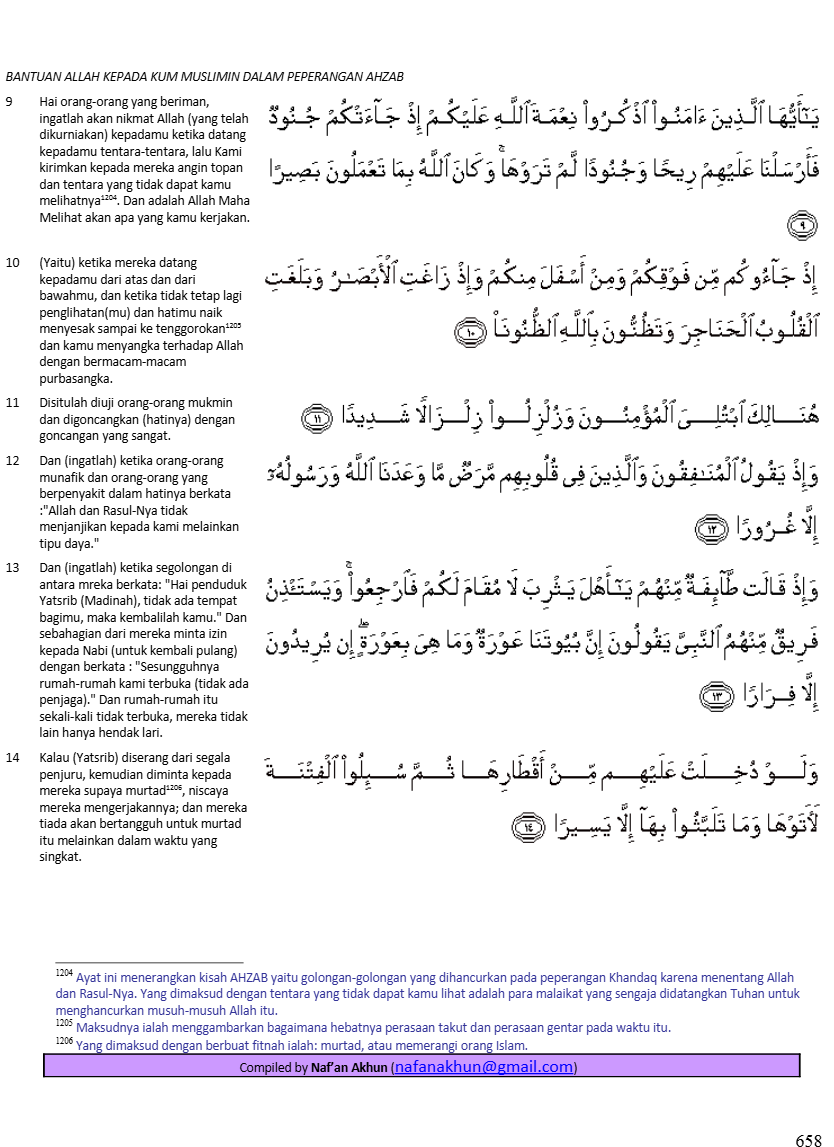 BANTUAN ALLAH KEPADA KUM MUSLIMIN DALAM PEPERANGAN AHZAB
9 Hai orang-orang yang beriman,
ingatlah akan nikmat Allah (yang telah
dikurniakan) kepadamu ketika datang
kepadamu tentara-tentara, lalu Kami
kirimkan kepada mereka angin topan
dan tentara yang tidak dapat kamu
melihatnya1204. Dan adalah Allah Maha
Melihat akan apa yang kamu kerjakan.
يَـٰٓأَيُّهَا ٱلَّذِينَ ءَامَنُوا۟ ٱذْكُرُوا۟ نِعْمَةَ ٱللَّهِ عَلَيْكُمْ إِذْ جَآءَتْكُمْ جُنُودٌ
فَأَرْسَلْنَا عَلَيْهِمْ رِيحًا وَجُنُودًا لَّمْ تَرَوْهَا ۚ وَكَانَ ٱللَّهُ بِمَا تَعْمَلُونَ بَصِيرًا
٩
10 (Yaitu) ketika mereka datang
kepadamu dari atas dan dari
bawahmu, dan ketika tidak tetap lagi
penglihatan(mu) dan hatimu naik
menyesak sampai ke tenggorokan1205
dan kamu menyangka terhadap Allah
dengan bermacam-macam
purbasangka.
إِذْ جَآءُوكُم مِّن فَوْقِكُمْ وَمِنْ أَسْفَلَ مِنكُمْ وَإِذْ زَاغَتِ ٱلْأَبْصَـٰرُ وَبَلَغَتِ
ٱلْقُلُوبُ ٱلْحَنَاجِرَ وَتَظُنُّونَ بِٱللَّهِ ٱلظُّنُونَا۠ ١٠
11 Disitulah diuji orang-orang mukmin
dan digoncangkan (hatinya) dengan
goncangan yang sangat.
هُنَالِكَ ٱبْتُلِىَ ٱلْمُؤْمِنُونَ وَزُلْزِلُوا۟ زِلْزَالًا شَدِيدًا ١١
12 Dan (ingatlah) ketika orang-orang
munafik dan orang-orang yang
berpenyakit dalam hatinya berkata
:"Allah dan Rasul-Nya tidak
menjanjikan kepada kami melainkan
tipu daya."
وَإِذْ يَقُولُ ٱلْمُنَـٰفِقُونَ وَٱلَّذِينَ فِى قُلُوبِهِم مَّرَضٌ مَّا وَعَدَنَا ٱللَّهُ وَرَسُولُهُۥٓ
إِلَّا غُرُورًا ١٢
13 Dan (ingatlah) ketika segolongan di
antara mreka berkata: "Hai penduduk
Yatsrib (Madinah), tidak ada tempat
bagimu, maka kembalilah kamu." Dan
sebahagian dari mereka minta izin
kepada Nabi (untuk kembali pulang)
dengan berkata : "Sesungguhnya
rumah-rumah kami terbuka (tidak ada
penjaga)." Dan rumah-rumah itu
sekali-kali tidak terbuka, mereka tidak
lain hanya hendak lari.
وَإِذْ قَالَت طَّآئِفَةٌ مِّنْهُمْ يَـٰٓأَهْلَ يَثْرِبَ لَا مُقَامَ لَكُمْ فَٱرْجِعُوا۟ ۚ وَيَسْتَـْٔذِنُ
فَرِيقٌ مِّنْهُمُ ٱلنَّبِىَّ يَقُولُونَ إِنَّ بُيُوتَنَا عَوْرَةٌ وَمَا هِىَ بِعَوْرَةٍ ۖ إِن يُرِيدُونَ
إِلَّا فِرَارًا ١٣
14 Kalau (Yatsrib) diserang dari segala
penjuru, kemudian diminta kepada
mereka supaya murtad1206, niscaya
mereka mengerjakannya; dan mereka
tiada akan bertangguh untuk murtad
itu melainkan dalam waktu yang
singkat.
وَلَوْ دُخِلَتْ عَلَيْهِم مِّنْ أَقْطَارِهَا ثُمَّ سُئِلُوا۟ ٱلْفِتْنَةَ
لَـَٔاتَوْهَا وَمَا تَلَبَّثُوا۟ بِهَآ إِلَّا يَسِيرًا ١٤
1204 Ayat ini menerangkan kisah AHZAB yaitu golongan-golongan yang dihancurkan pada peperangan Khandaq karena menentang Allah
dan Rasul-Nya. Yang dimaksud dengan tentara yang tidak dapat kamu lihat adalah para malaikat yang sengaja didatangkan Tuhan untuk
menghancurkan musuh-musuh Allah itu.
1205 Maksudnya ialah menggambarkan bagaimana hebatnya perasaan takut dan perasaan gentar pada waktu itu.
1206 Yang dimaksud dengan berbuat fitnah ialah: murtad, atau memerangi orang Islam.
Compiled by Naf'an Akhun (nafanakhun@gmail.com)
658